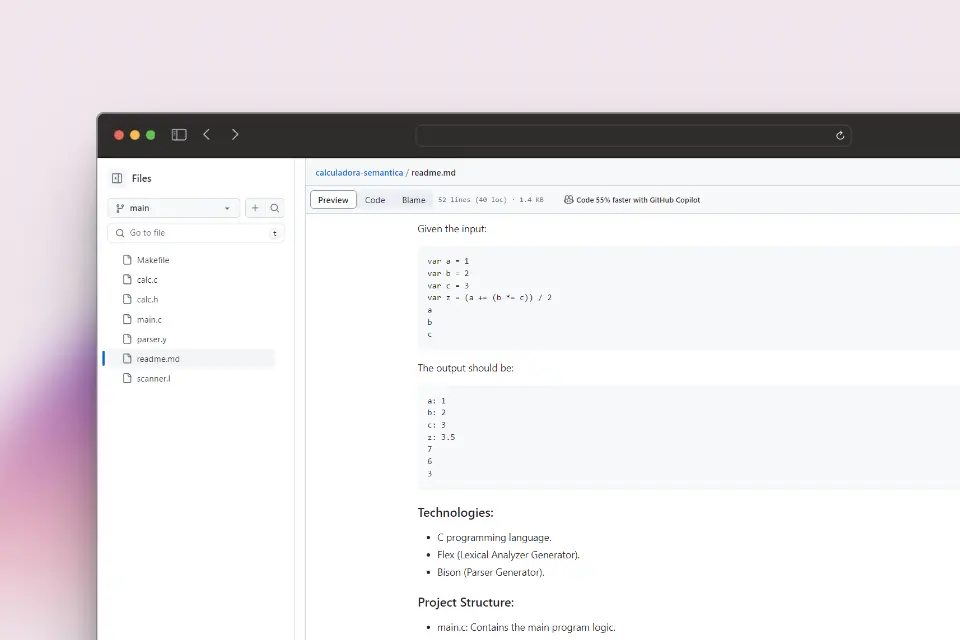 Files
main
Go to file
t
Makefile
calc.c
calc.h
main.c
parser.y
readme.md
scanner.l
calculadora-semantica / readme.md
Preview Code Blame 52 lines (40 loc) · 1.4 KB Code 55% faster with GitHub Copilot
Given the input:
var a = 1
var b = 2
var c = 3
var z = (a += (b *= c)) / 2
a
b
c
The output should be:
a: 1
b: 2
c: 3
z: 3.5
7
6
3
Technologies:
• C programming language.
• Flex (Lexical Analyzer Generator).
• Bison (Parser Generator).
Project Structure:
• main.c: Contains the main program logic.